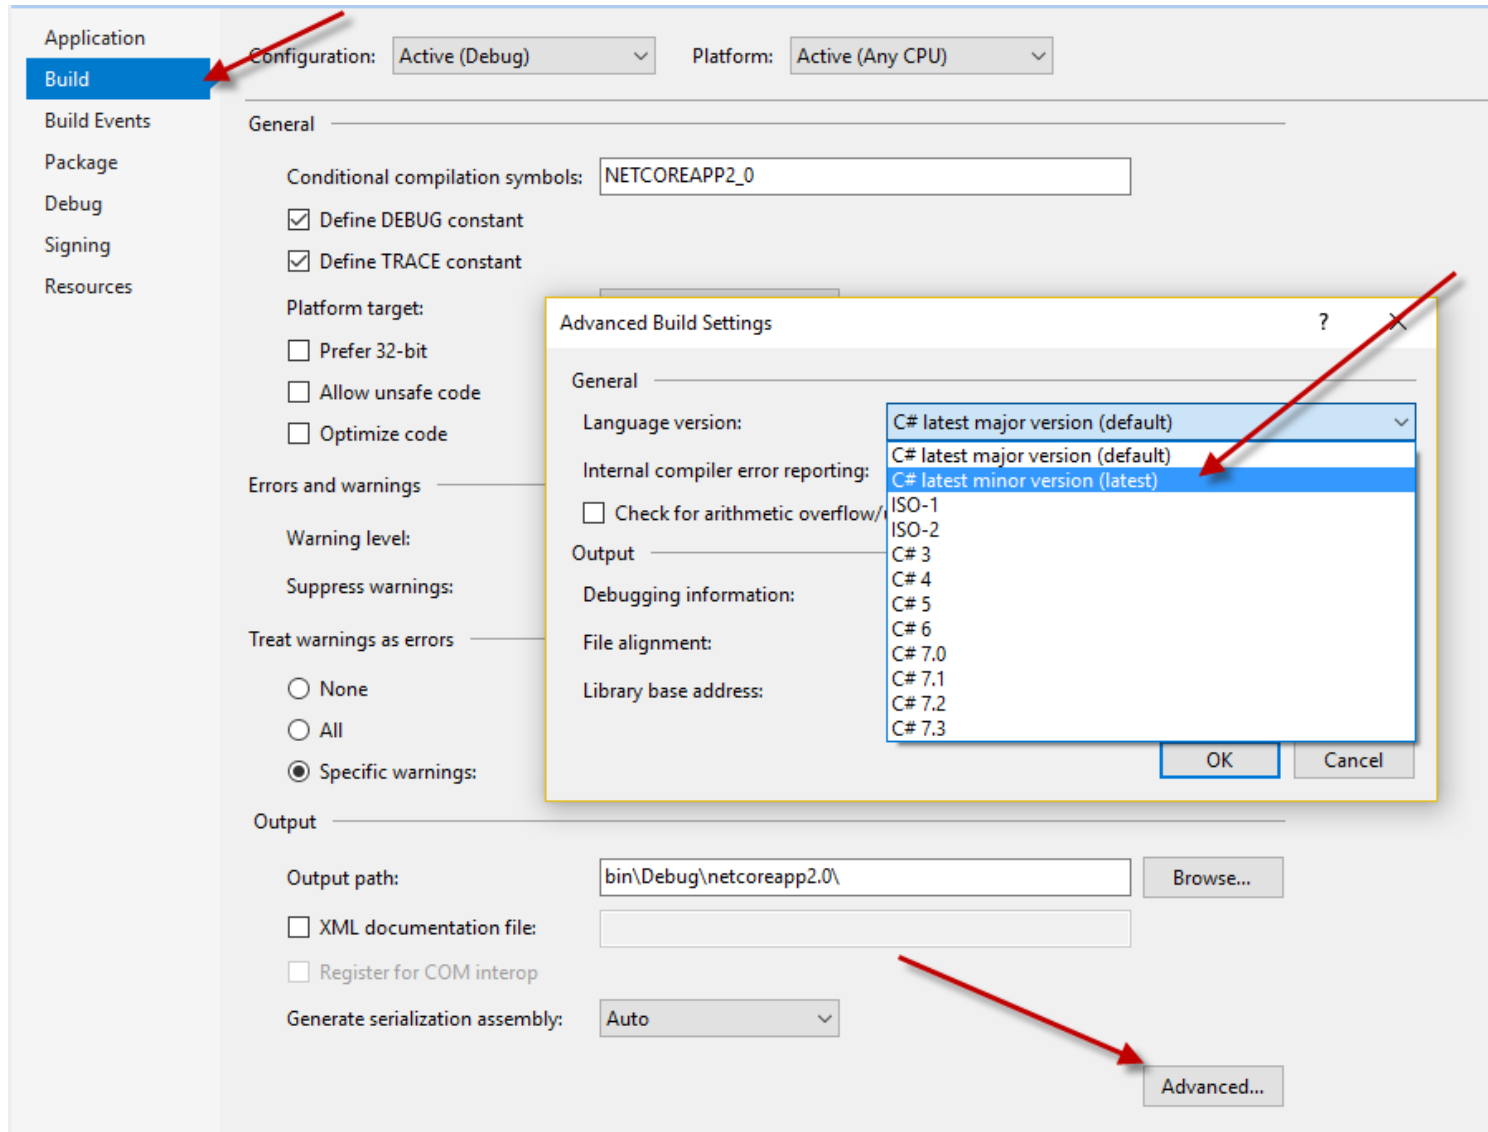 Application
Build
Build Events
Package
Debug
Signing
Resources
Configuration: Active (Debug) Platform: Active (Any CPU)
General
Conditional compilation symbols: NETCOREAPP2_0
Define DEBUG constant
Define TRACE constant
Platform target:
Prefer 32-bit
Allow unsafe code
Optimize code
Errors and warnings
Warning level:
Suppress warnings:
Treat warnings as errors
None
All
Specific warnings:
Advanced Build Settings ?
General
Language version: C# latest major version (default)
C# latest major version (default)
C# latest minor version (latest)
ISO-1
ISO-2
C# 3
C# 4
C# 5
C# 6
C# 7.0
C# 7.1
C# 7.2
C# 7.3
Internal compiler error reporting:
Check for arithmetic overflow/
Output
Debugging information:
File alignment:
Library base address:
OK Cancel
Output
Output path: bin\Debug\netcoreapp2.0\ Browse...
XML documentation file:
Register for COM interop
Generate serialization assembly: Auto
Advanced...